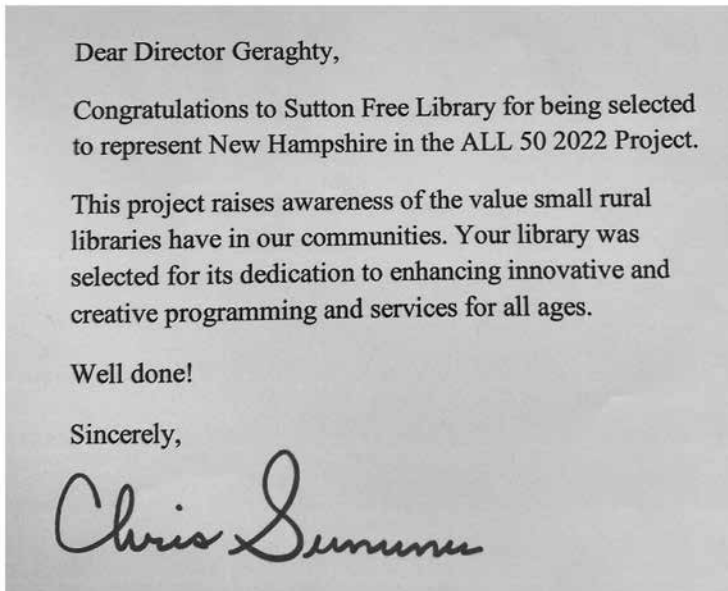 Dear Director Geraghty,
Congratulations to Sutton Free Library for being selected
to represent New Hampshire in the ALL 50 2022 Project.
This project raises awareness of the value small rural
libraries have in our communities. Your library was
selected for its dedication to enhancing innovative and
creative programming and services for all ages.
Well done!
Sincerely,
Chris Sununu